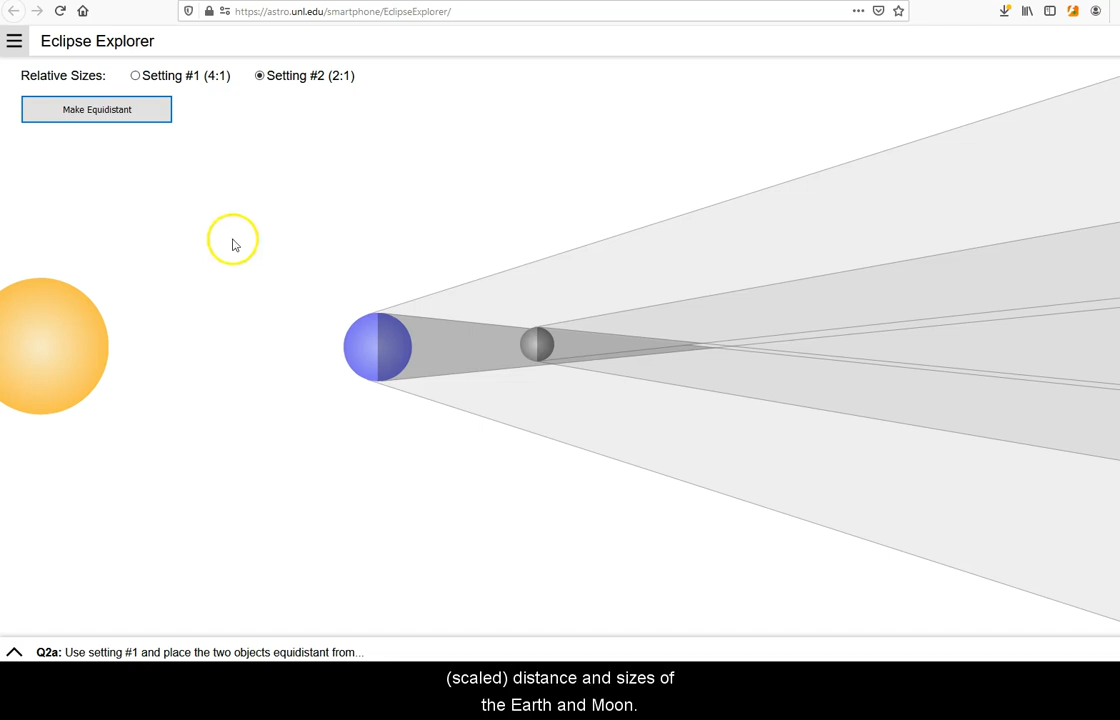 https://astro.unl.edu/smartphone/EclipseExplorer/
Eclipse Explorer
Relative Sizes: Setting #1 (4:1) Setting #2 (2:1)
Make Equidistant
Q2a: Use setting #1 and place the two objects equidistant from...
(scaled) distance and sizes of
the Earth and Moon.